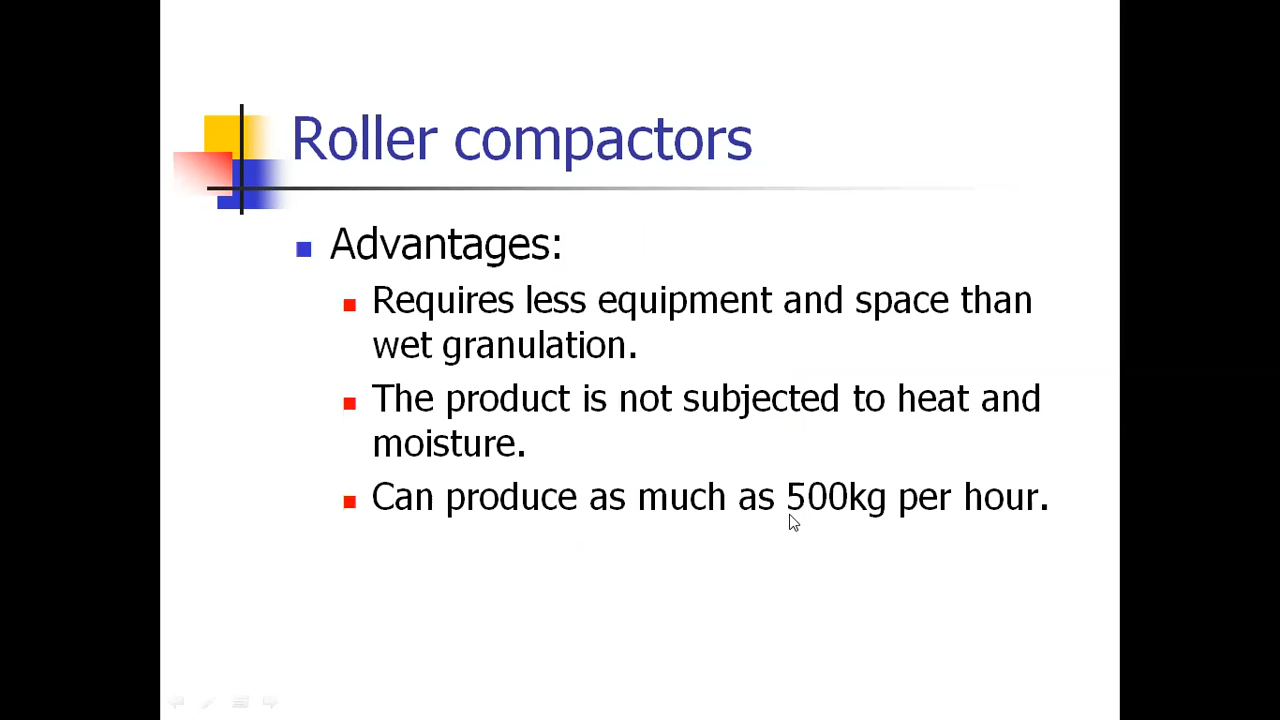 Roller compactors
Advantages:
Requires less equipment and space than
wet granulation.
The product is not subjected to heat and
moisture.
Can produce as much as 500kg per hour.